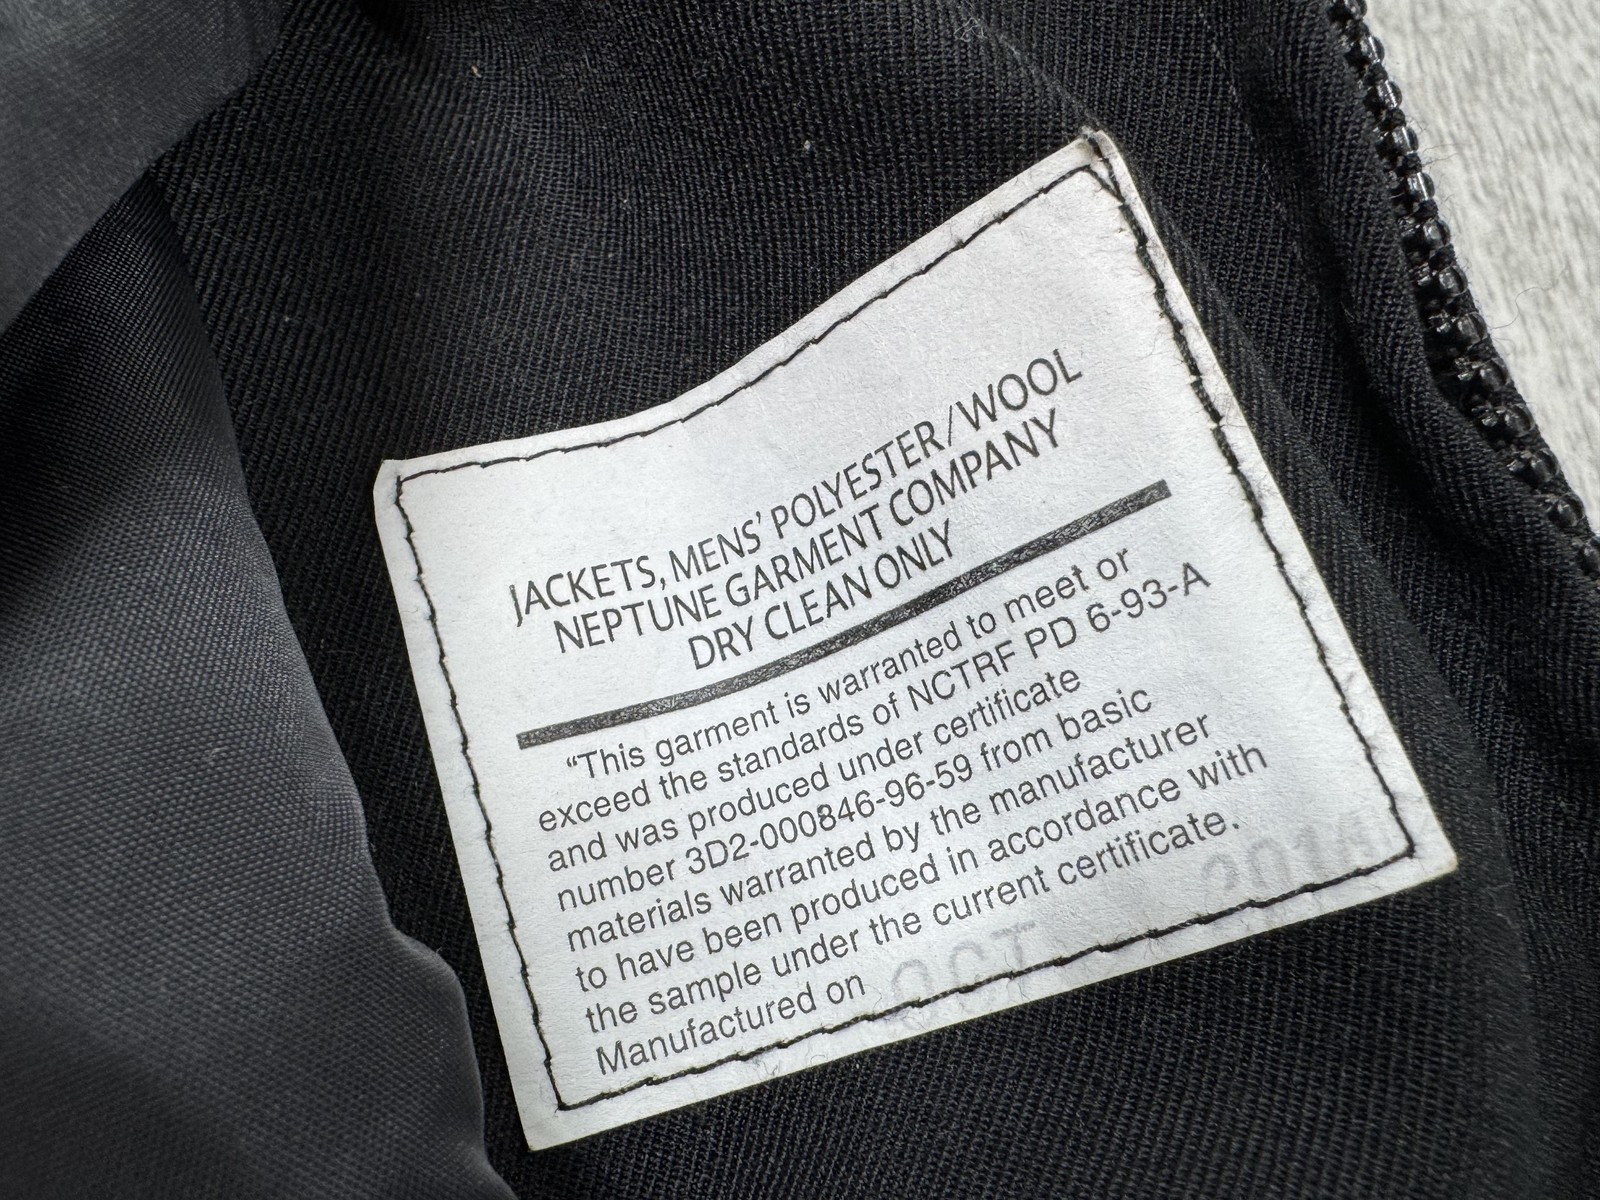 JACKETS, MENS' POLYESTER/WOOL
NEPTUNE GARMENT COMPANY
DRY CLEAN ONLY
“This garment is warranted to meet or
exceed the standards of NCTRF PD 6-93-A
and was produced under certificate
number 3D2-000846-96-59 from basic
materials warranted by the manufacturer
to have been produced in accordance with
the sample under the current certificate.
Manufactured on